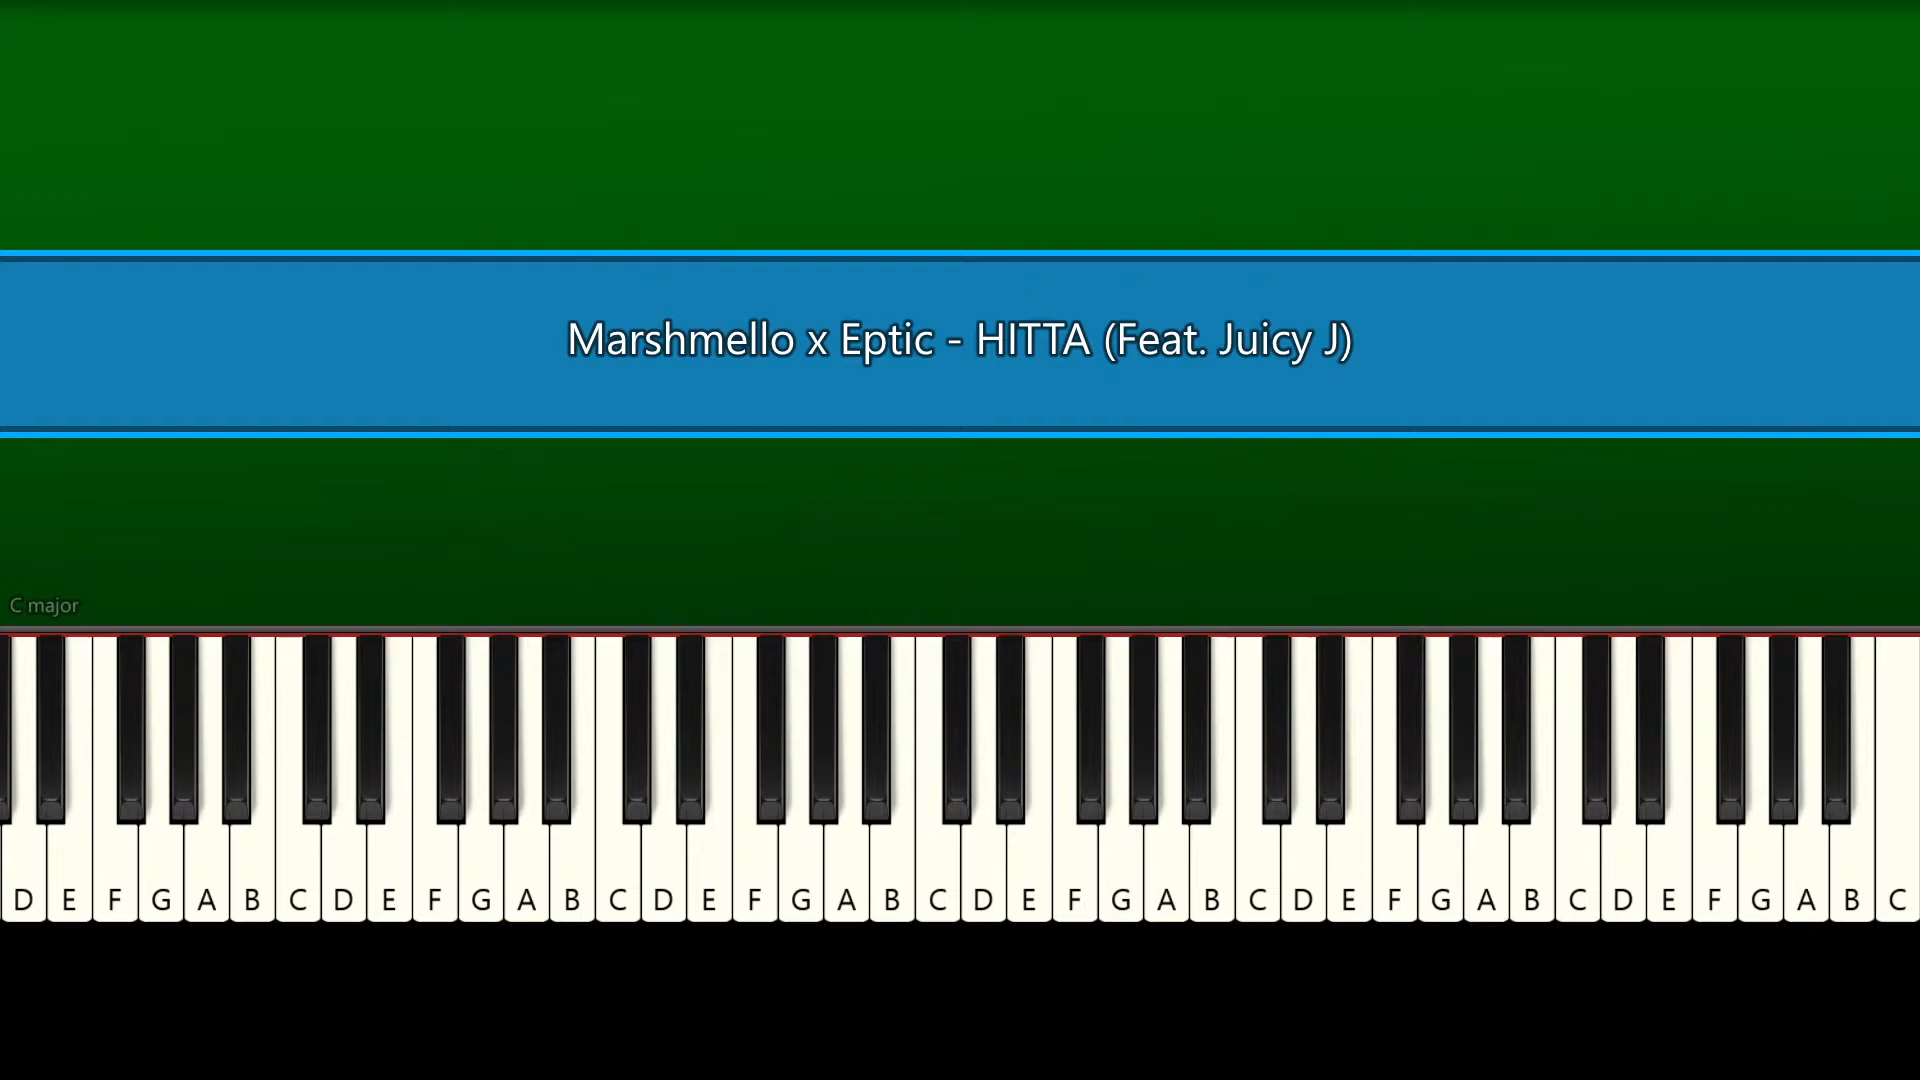 Marshmello x Eptic - HITTA (Feat. Juicy J)
C major
D E F G A B C D E F G A B C D E F G A B C D E F G A B C D E F G A B C D E F G A B C